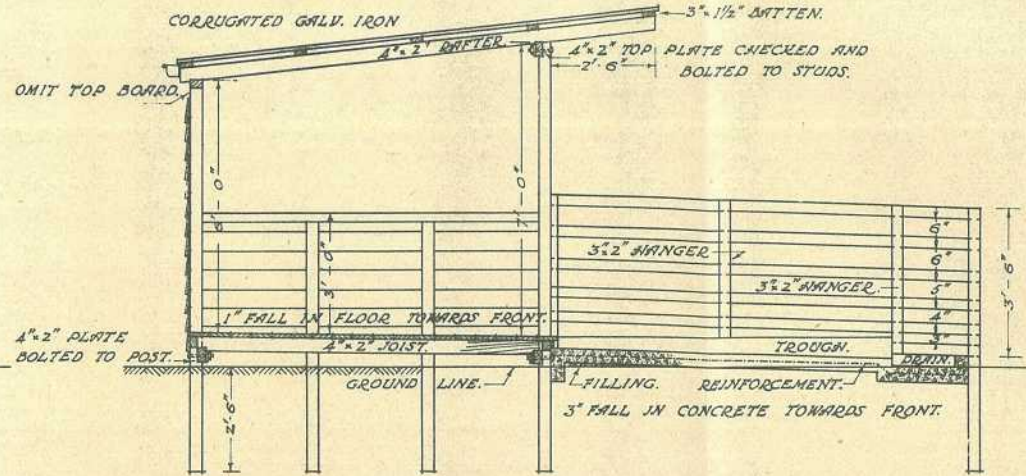 CORRUGATED GALV. IRON
3"×1½" BATTEN.
4"×2" RAFTER.
4"×2" TOP PLATE CHECKED AND
BOLTED TO STUDS.
2'-6"
OMIT TOP BOARD.
6'-0"
7'-0"
3'-0"
3"×2" HANGER
3"×2" HANGER.
6"
6"
5"
4"
3'-6"
1" FALL IN FLOOR TOWARDS FRONT.
4"×2" PLATE
BOLTED TO POST.
4"×2" JOIST.
TROUGH.
DRAIN.
GROUND LINE.
FILLING.
REINFORCEMENT.
3" FALL IN CONCRETE TOWARDS FRONT.
2'-6"